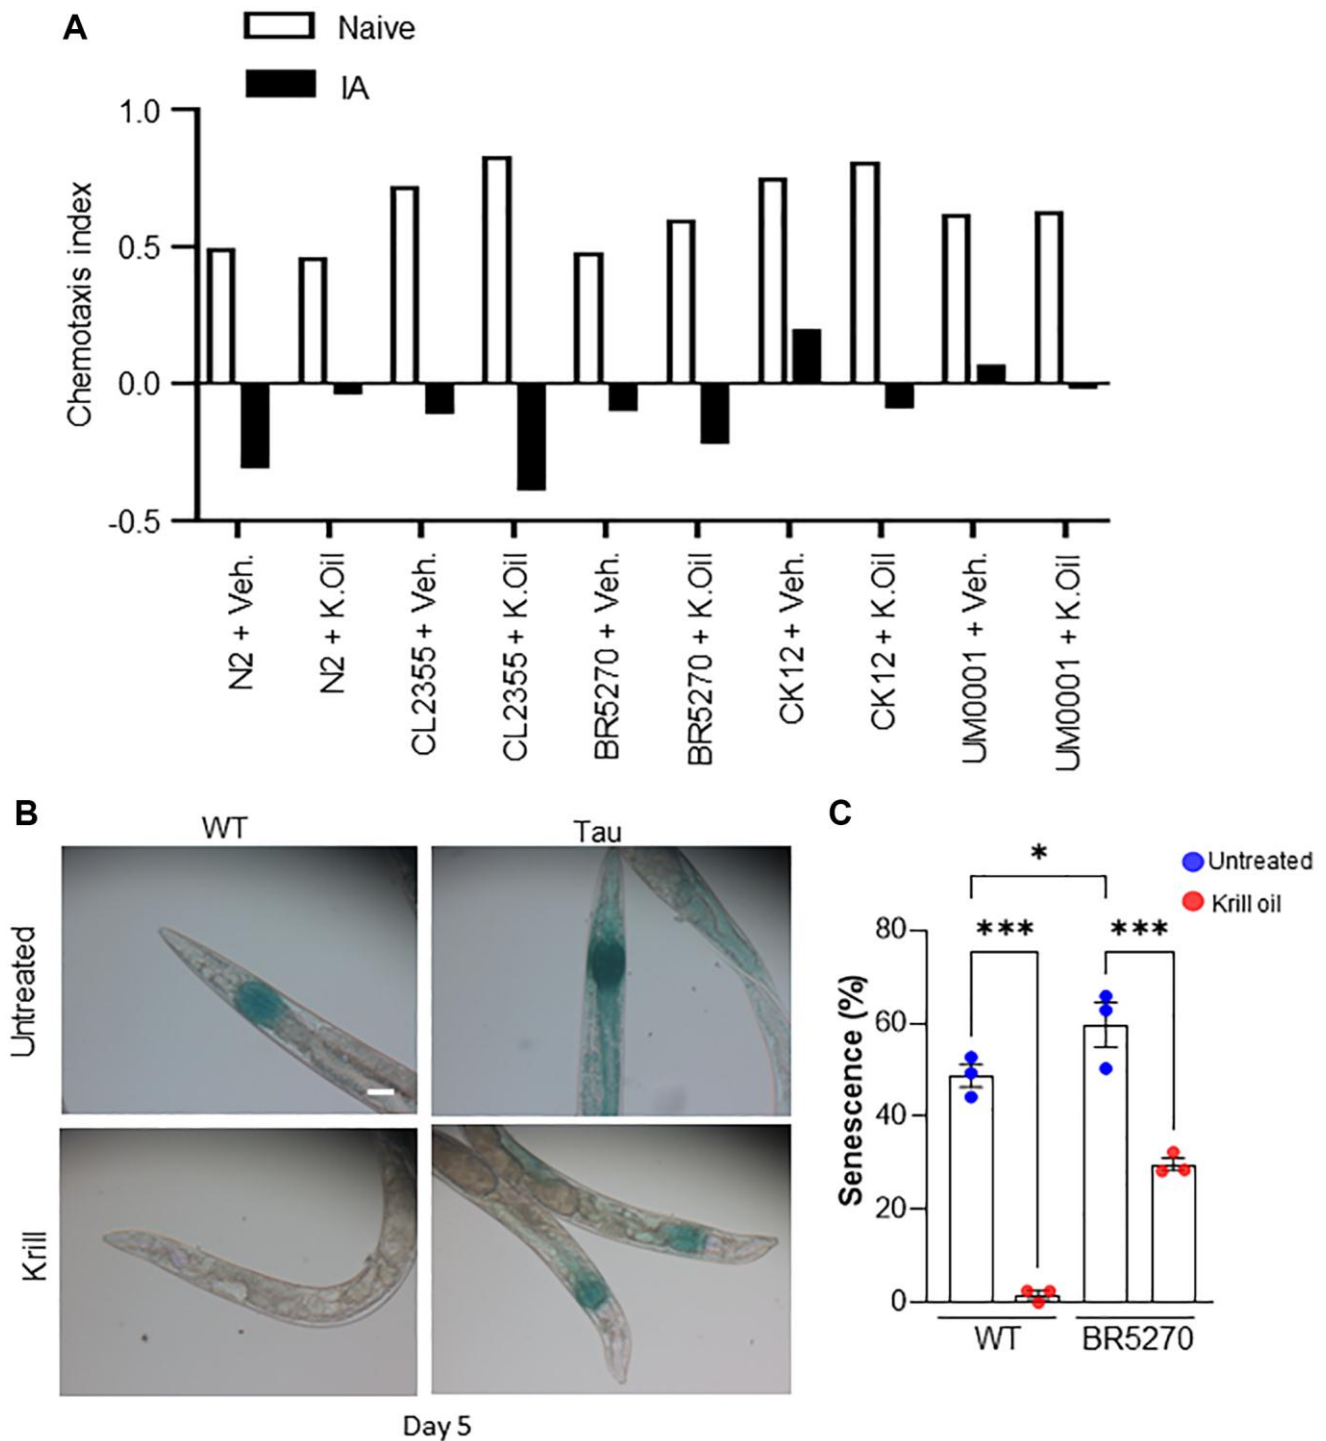 A
Naive
IA
1.0
0.5
0.0
-0.5
Chemotaxis index
N2 + Veh.
N2 + K.Oil
CL2355 + Veh.
CL2355 + K.Oil
BR5270 + Veh.
BR5270 + K.Oil
CK12 + Veh.
CK12 + K.Oil
UM0001 + Veh.
UM0001 + K.Oil
B
WT
Tau
Untreated
Krill
Day 5
C
Untreated
Krill oil
*
***
***
80
60
40
20
0
Senescence (%)
WT
BR5270